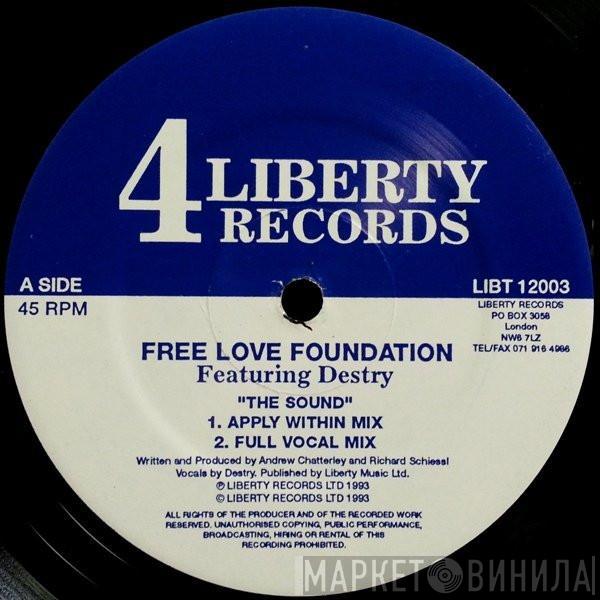 4 LIBERTY
RECORDS
A SIDE
45 RPM
LIBT 12003
LIBERTY RECORDS
PO BOX 3058
London
NW6 7LZ
TEL/FAX 071 916 4986
FREE LOVE FOUNDATION
Featuring Destry
"THE SOUND"
1. APPLY WITHIN MIX
2. FULL VOCAL MIX
Written and Produced by Andrew Chatterley and Richard Schiessl
Vocals by Destry. Published by Liberty Music Ltd.
℗ LIBERTY RECORDS LTD 1993
© LIBERTY RECORDS LTD 1993
ALL RIGHTS OF THE PRODUCER AND OF THE RECORDED WORK
RESERVED. UNAUTHORISED COPYING, PUBLIC PERFORMANCE,
BROADCASTING, HIRING OR RENTAL OF THIS
RECORDING PROHIBITED.
МАРКЕТ ВИНИЛА